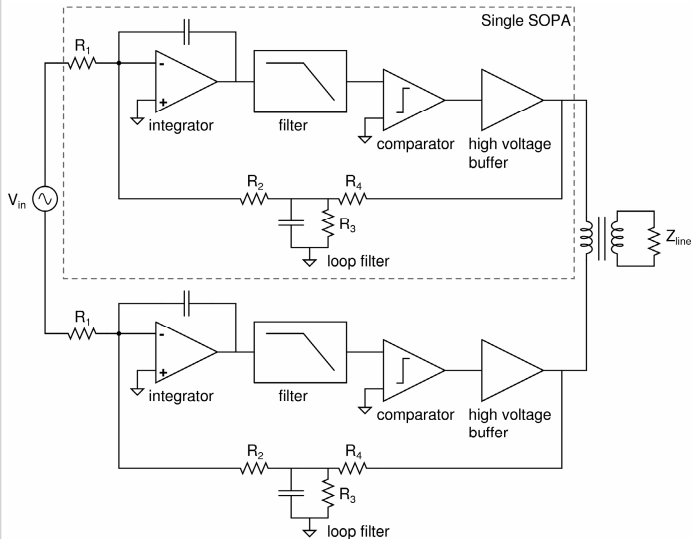 Single SOPA
R1
-
+
integrator
filter
comparator
high voltage
buffer
R2
R4
R3
loop filter
Vin
Zline
R1
-
+
integrator
filter
comparator
high voltage
buffer
R2
R4
R3
loop filter